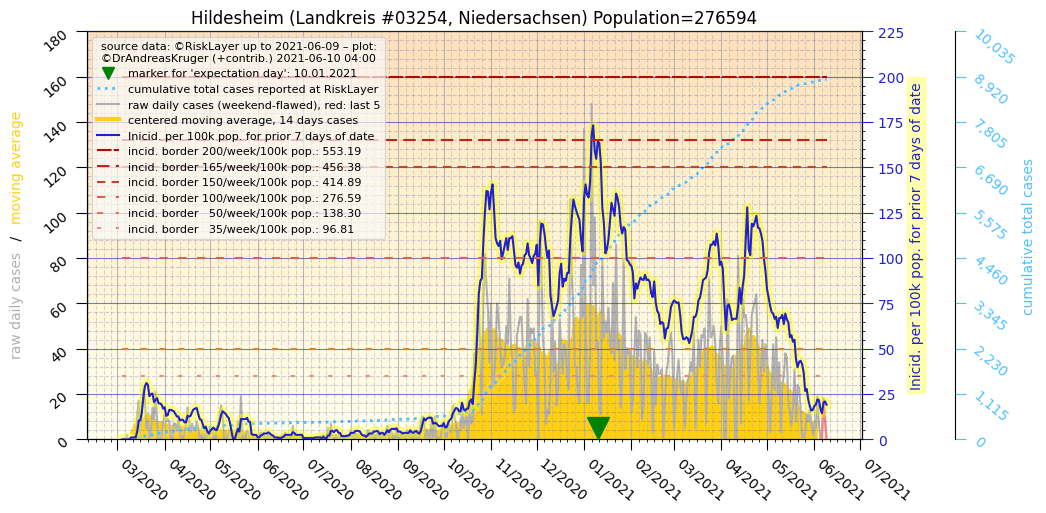 Hildesheim (Landkreis #03254, Niedersachsen) Population=276594
source data: ©RiskLayer up to 2021-06-09 – plot:
©DrAndreasKruger (+contrib.) 2021-06-10 04:00
marker for 'expectation day': 10.01.2021
cumulative total cases reported at RiskLayer
raw daily cases (weekend-flawed), red: last 5
centered moving average, 14 days cases
Inicid. per 100k pop. for prior 7 days of date
incid. border 200/week/100k pop.: 553.19
incid. border 165/week/100k pop.: 456.38
incid. border 150/week/100k pop.: 414.89
incid. border 100/week/100k pop.: 276.59
incid. border 50/week/100k pop.: 138.30
incid. border 35/week/100k pop.: 96.81
raw daily cases / moving average
180
160
140
120
100
80
60
40
20
0
03/2020
04/2020
05/2020
06/2020
07/2020
08/2020
09/2020
10/2020
11/2020
12/2020
01/2021
02/2021
03/2021
04/2021
05/2021
06/2021
07/2021
225
200
175
150
125
100
75
50
25
0
Inicid. per 100k pop. for prior 7 days of date
10,035
8,920
7,805
6,690
5,575
4,460
3,345
2,230
1,115
0
cumulative total cases